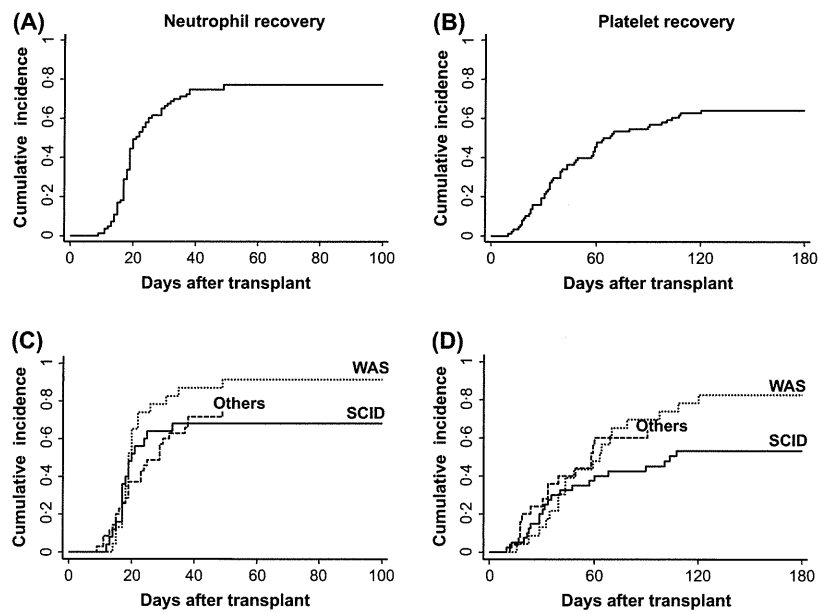 (A) Neutrophil recovery
Cumulative incidence
1
0·8
0·6
0·4
0·2
0
0 20 40 60 80 100
Days after transplant
(B) Platelet recovery
Cumulative incidence
1
0·8
0·6
0·4
0·2
0
0 60 120 180
Days after transplant
(C)
Cumulative incidence
1
0·8
0·6
0·4
0·2
0
WAS
Others
SCID
0 20 40 60 80 100
Days after transplant
(D)
Cumulative incidence
1
0·8
0·6
0·4
0·2
0
WAS
Others
SCID
0 60 120 180
Days after transplant